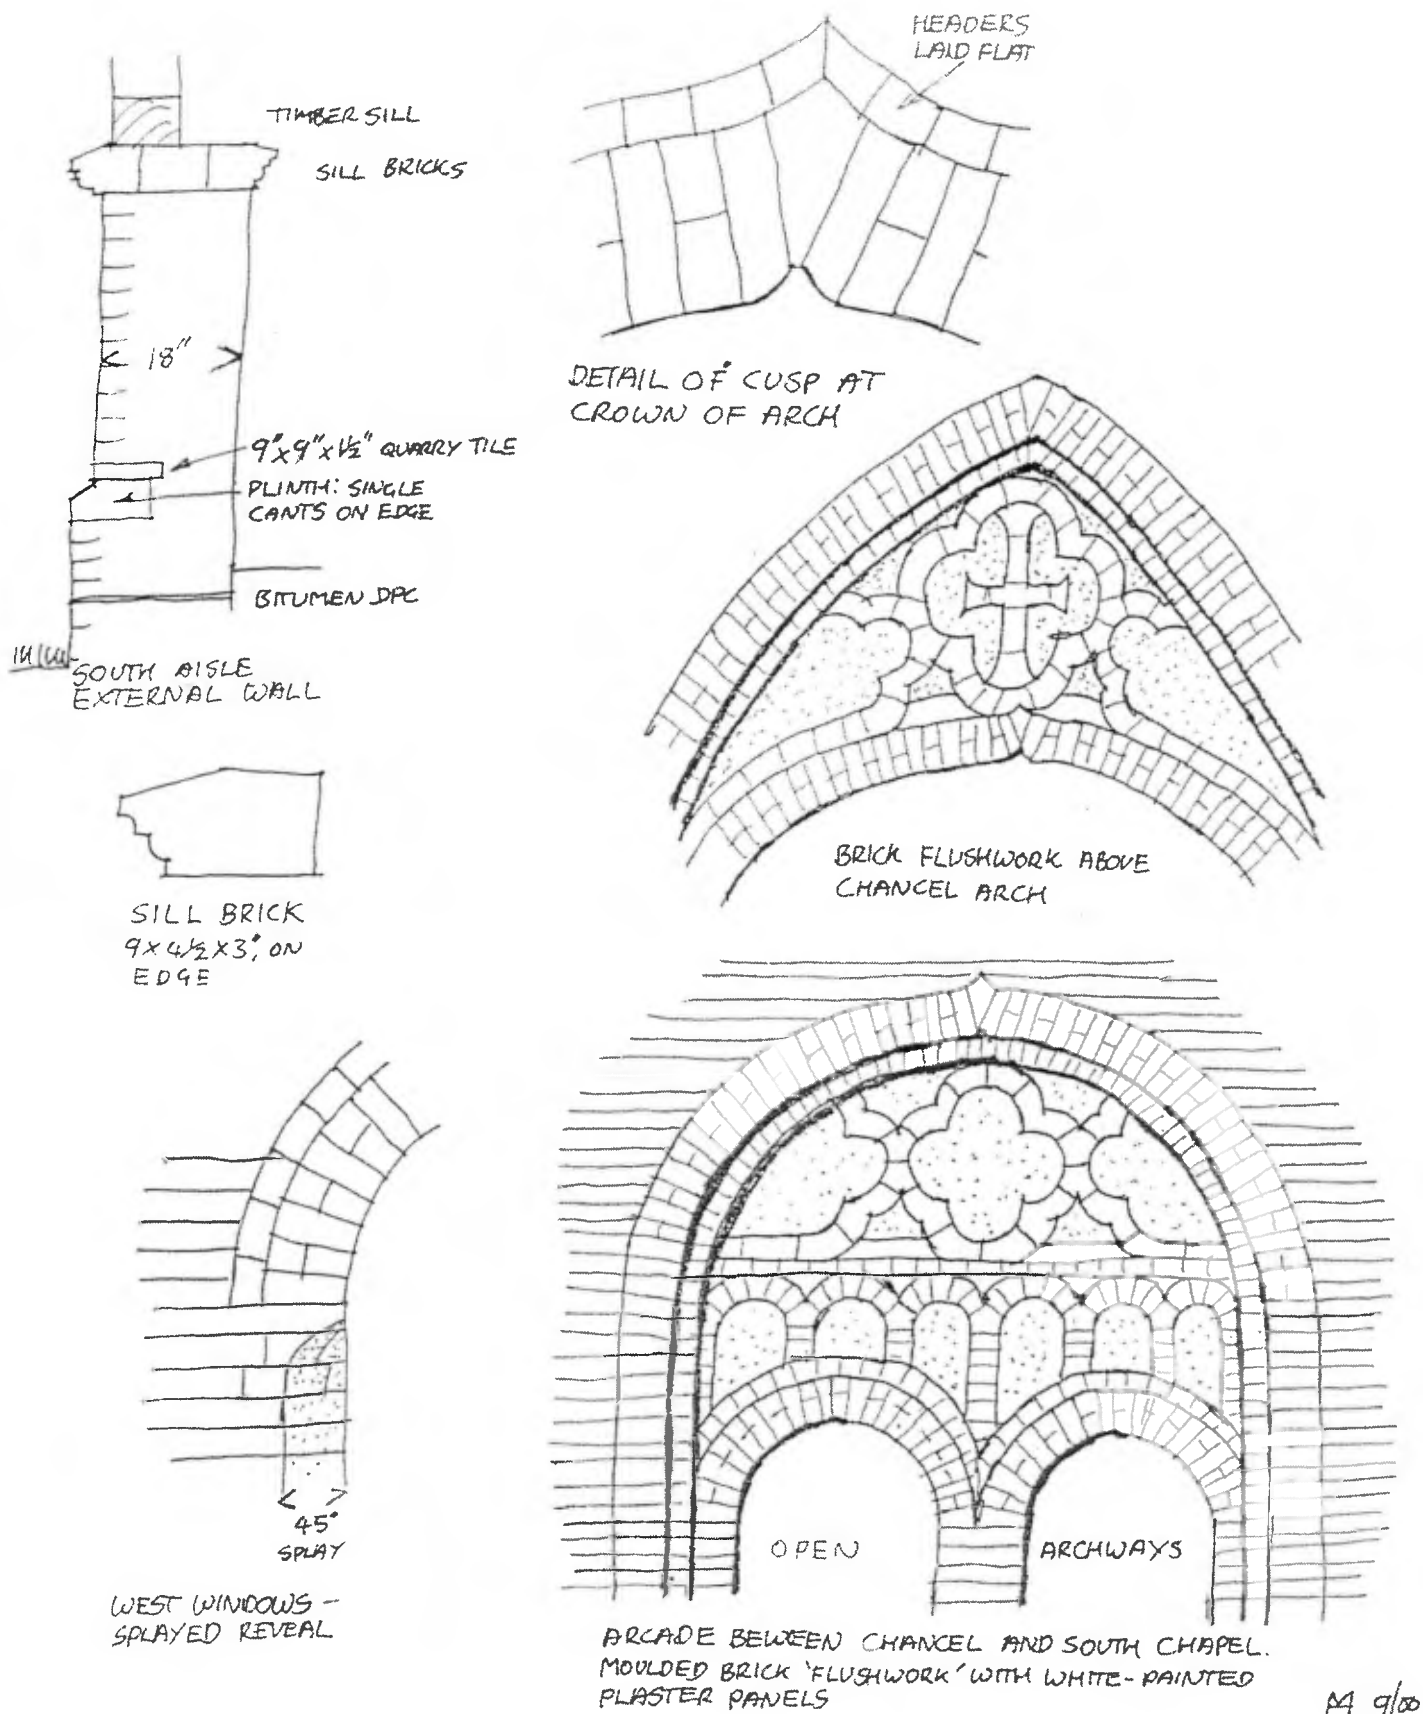 HEADERS
LAID FLAT
TIMBER SILL
SILL BRICKS
18"
9"x9"x1½" QUARRY TILE
PLINTH: SINGLE
CANTS ON EDGE
BITUMEN DPC
SOUTH AISLE
EXTERNAL WALL
DETAIL OF CUSP AT
CROWN OF ARCH
BRICK FLUSHWORK ABOVE
CHANCEL ARCH
SILL BRICK
9x4½x3", ON
EDGE
45°
SPLAY
WEST WINDOWS -
SPLAYED REVEAL
OPEN ARCHWAYS
ARCADE BEWEEN CHANCEL AND SOUTH CHAPEL.
MOULDED BRICK 'FLUSHWORK' WITH WHITE-PAINTED
PLASTER PANELS
9/00